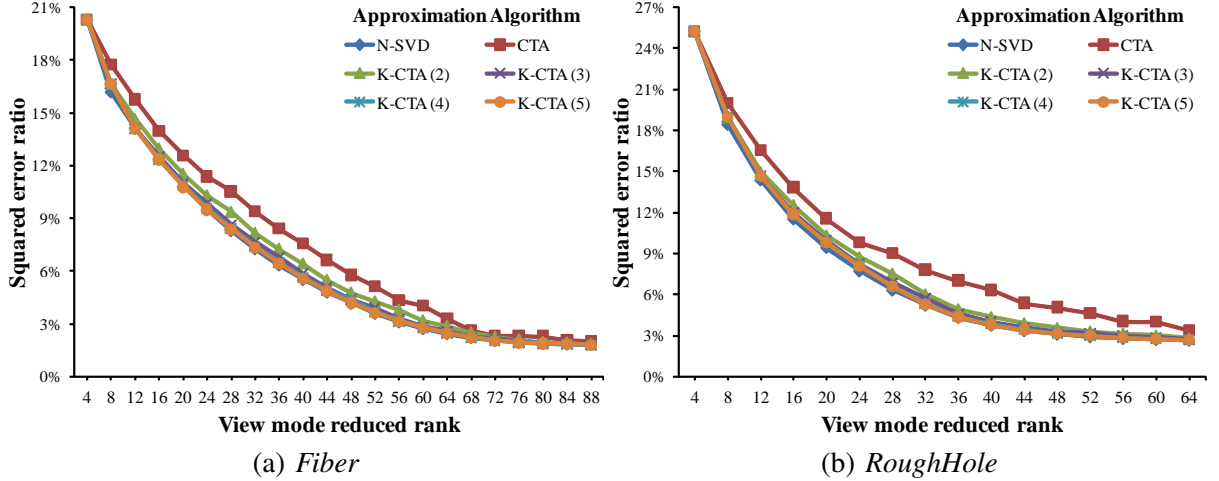 Approximation Algorithm
N-SVD CTA
K-CTA (2) K-CTA (3)
K-CTA (4) K-CTA (5)
21%
18%
15%
12%
9%
6%
3%
0%
Squared error ratio
4 8 12 16 20 24 28 32 36 40 44 48 52 56 60 64 68 72 76 80 84 88
View mode reduced rank
(a) Fiber
Approximation Algorithm
N-SVD CTA
K-CTA (2) K-CTA (3)
K-CTA (4) K-CTA (5)
27%
24%
21%
18%
15%
12%
9%
6%
3%
0%
Squared error ratio
4 8 12 16 20 24 28 32 36 40 44 48 52 56 60 64
View mode reduced rank
(b) RoughHole